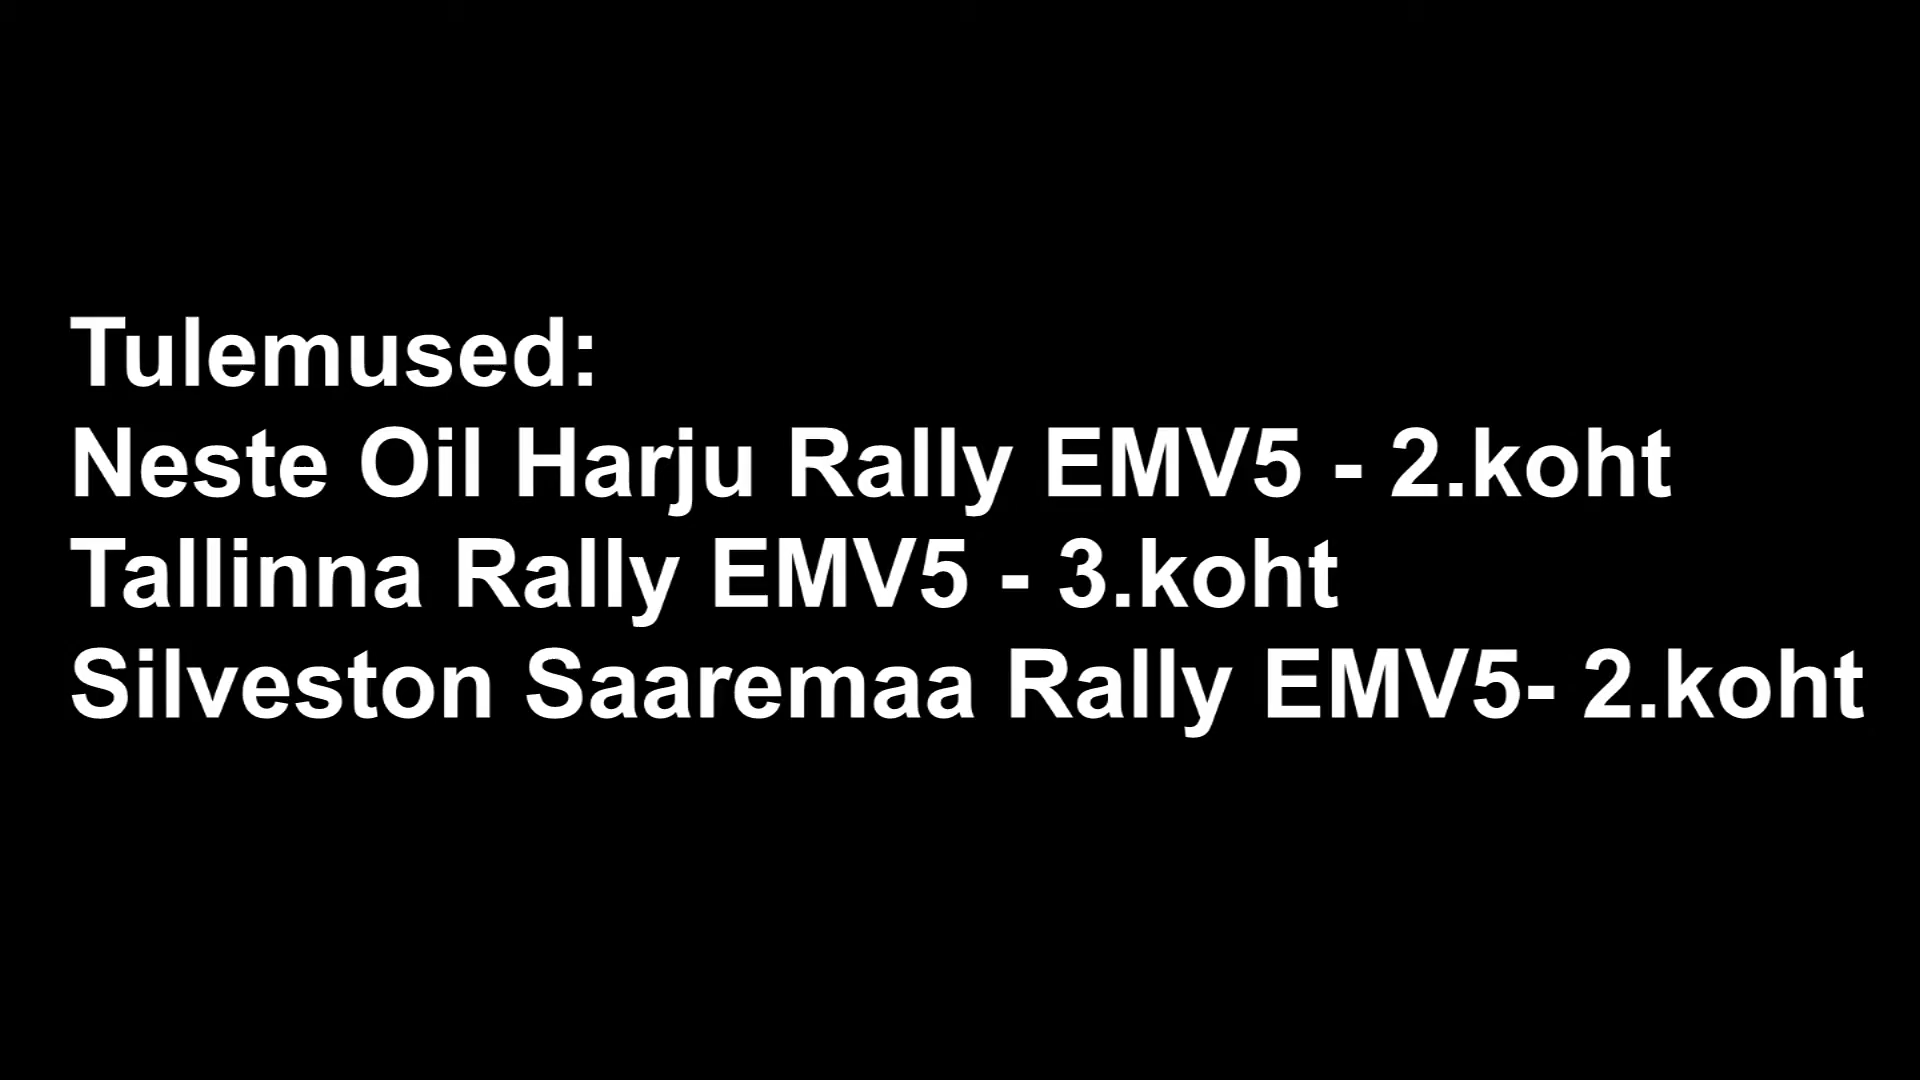 Tulemused:
Neste Oil Harju Rally EMV5 - 2.koht
Tallinna Rally EMV5 - 3.koht
Silveston Saaremaa Rally EMV5- 2.koht